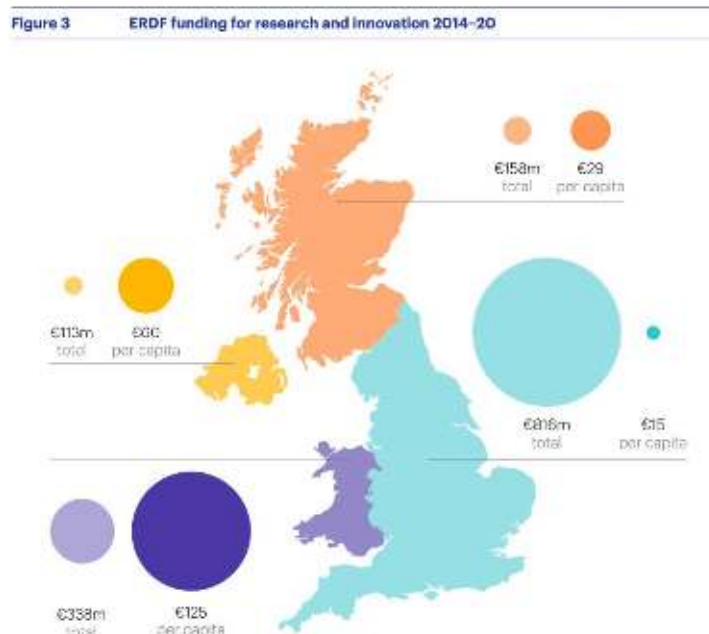 Figure 3 ERDF funding for research and innovation 2014–20
€158m €29
total per capita
€113m €60
total per capita
€816m €15
total per capita
€338m €125
total per capita